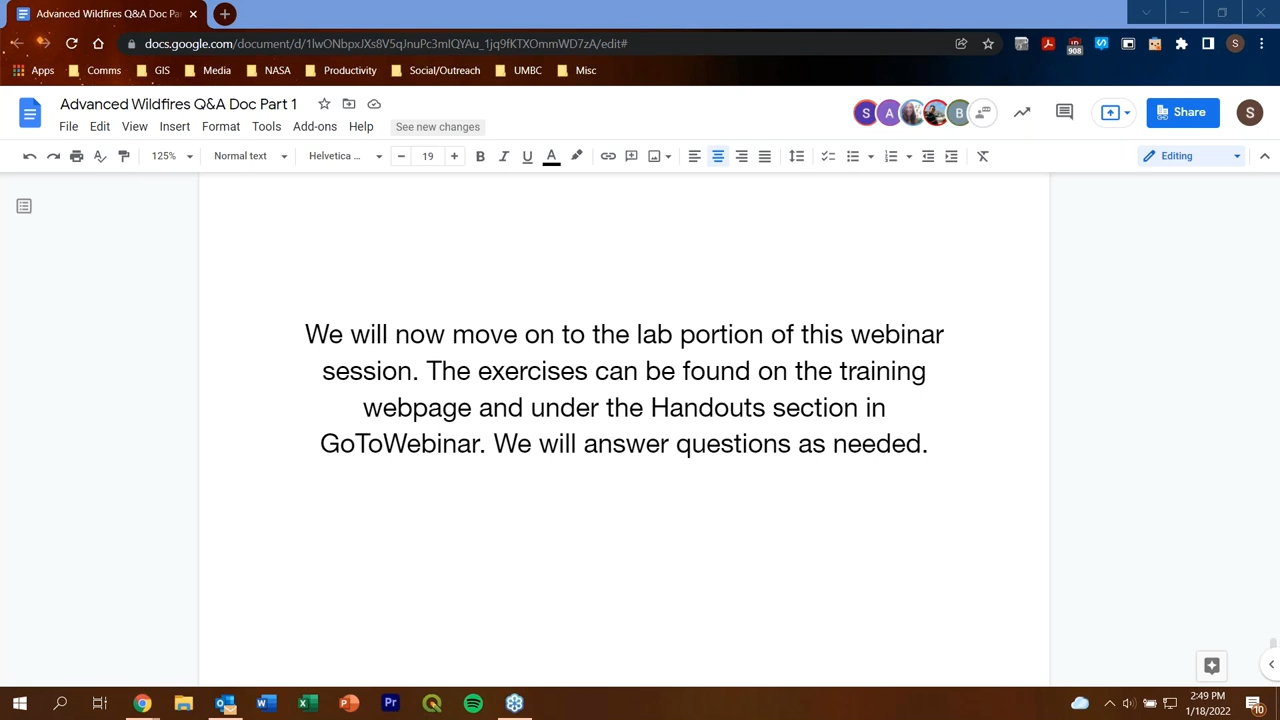 Advanced Wildfires Q&A Doc Pa
docs.google.com/document/d/1lwONbpxJXs8V5qJnuPc3mIQYAu_1jq9fKTXOmmWD7zA/edit#
908
S
Apps Comms GIS Media NASA Productivity Social/Outreach UMBC Misc
Advanced Wildfires Q&A Doc Part 1
S A B Share S
File Edit View Insert Format Tools Add-ons Help See new changes
125% Normal text Helvetica ... 19 B I U A Editing
We will now move on to the lab portion of this webinar
session. The exercises can be found on the training
webpage and under the Handouts section in
GoToWebinar. We will answer questions as needed.
2:49 PM
1/18/2022
10